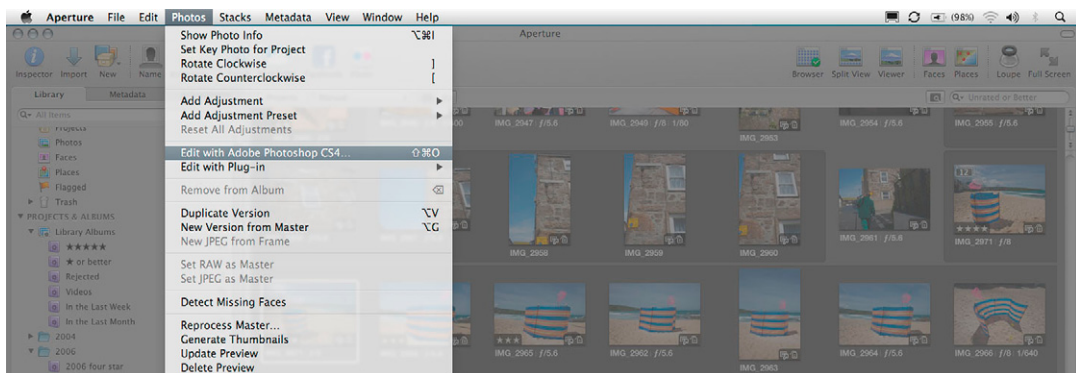 Aperture File Edit Photos Stacks Metadata View Window Help (98%)
Aperture
Inspector Import New Name
Browser Split View Viewer Faces Places Loupe Full Screen
Library Metadata
All Items
Unrated or Better
Projects
Photos
Faces
Places
Flagged
Trash
PROJECTS & ALBUMS
Library Albums
★★★★★
★ or better
Rejected
Videos
In the Last Week
In the Last Month
2004
2006
2006 four star
Show Photo Info ⌥⌘I
Set Key Photo for Project
Rotate Clockwise ]
Rotate Counterclockwise [
Add Adjustment
Add Adjustment Preset
Reset All Adjustments
Edit with Adobe Photoshop CS4... ⇧⌘O
Edit with Plug-in
Remove from Album
Duplicate Version ⌥V
New Version from Master ⌥G
New JPEG from Frame
Set RAW as Master
Set JPEG as Master
Detect Missing Faces
Reprocess Master...
Generate Thumbnails
Update Preview
Delete Preview
IMG_2947 f/5.6
IMG_2949 f/8 1/60
IMG_2953
IMG_2954 f/5.6
IMG_2955 f/5.6
12
IMG_2958
IMG_2959
IMG_2960
IMG_2961 f/5.6
IMG_2971 f/8
IMG_2965 f/5.6
IMG_2962 f/5.6
IMG_2963
IMG_2964 f/5.6
IMG_2966 f/8 1/640